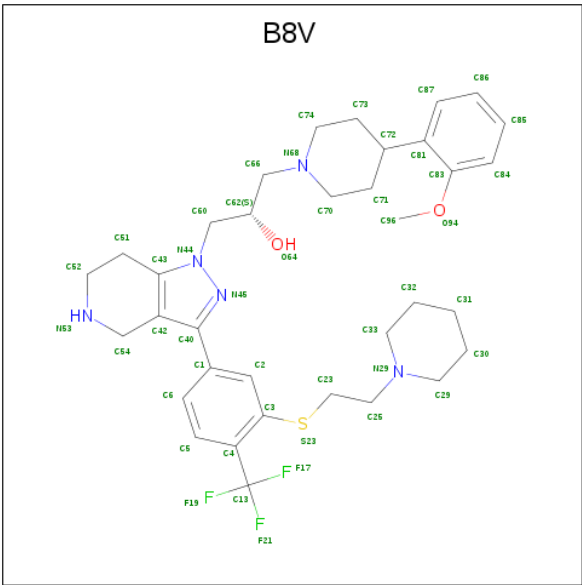 B8V
C87 C86
C74 C73 C72 C85
N68 C81
C66 C83 C84
C62(S) C71
C60 C70 O O94
C96
C51 N44 OH O64
C43 N
C52 N N45 C32 C31
HN N53 C42 C33
C54 C40 N29 C30
C1 C2 C23 N
C6 C3 C29
C25
C5 S
C4 S23
F F17
F19 F C13
F
F21